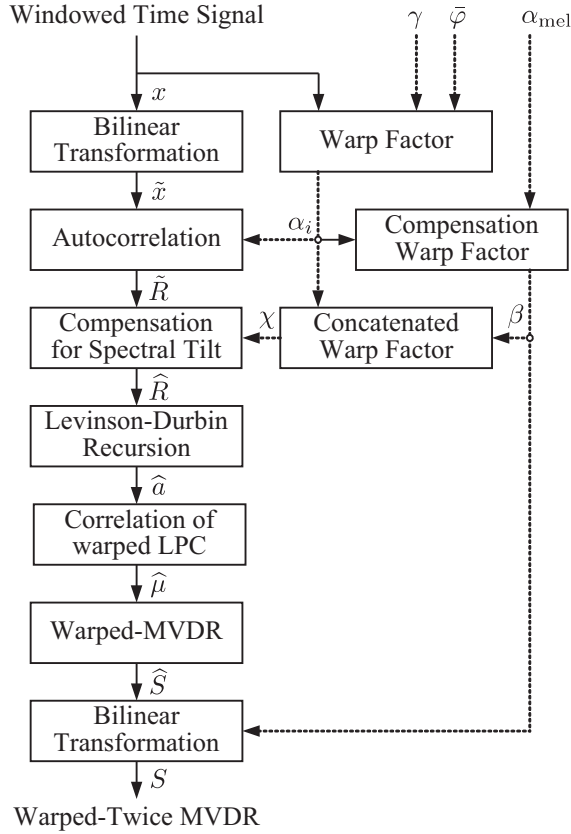 Windowed Time Signal
γ
φ̄
α_mel
x
Bilinear
Transformation
Warp Factor
x̃
α_i
Autocorrelation
Compensation
Warp Factor
R̃
Compensation
for Spectral Tilt
χ
Concatenated
Warp Factor
β
R̂
Levinson-Durbin
Recursion
â
Correlation of
warped LPC
μ̂
Warped-MVDR
Ŝ
Bilinear
Transformation
S
Warped-Twice MVDR